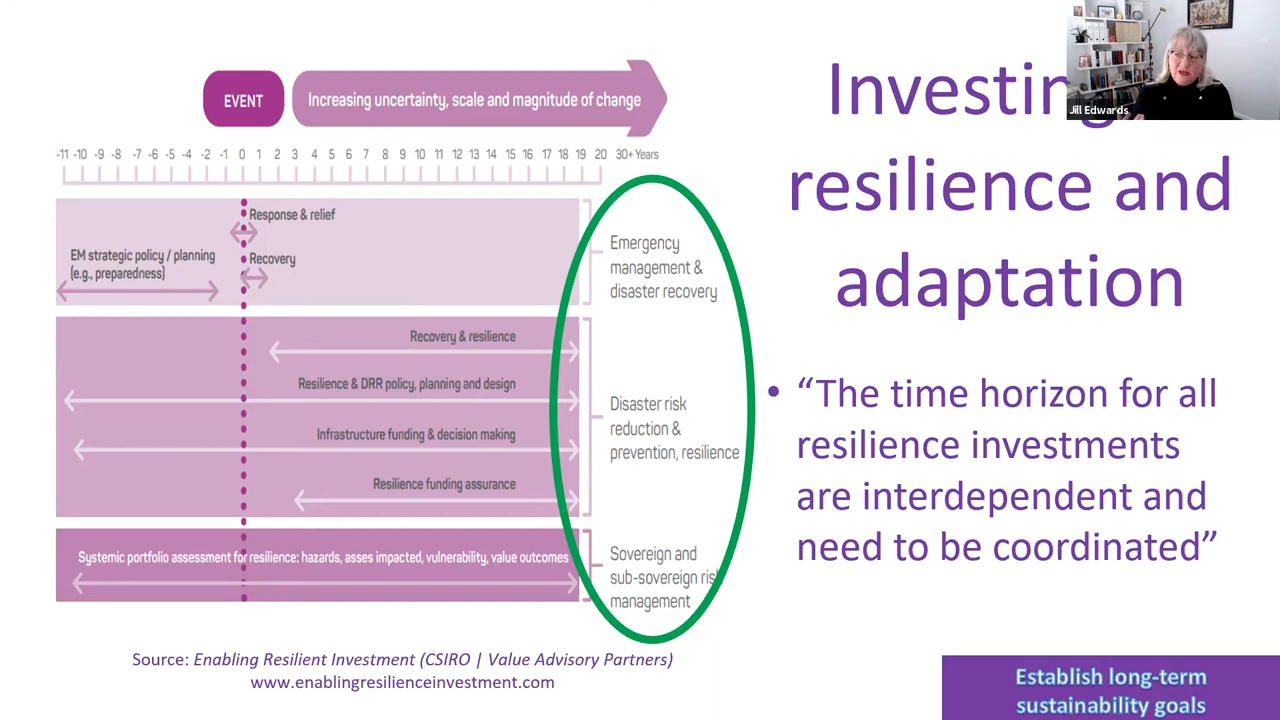 EVENT
Increasing uncertainty, scale and magnitude of change
-11 -10 -9 -8 -7 -6 -5 -4 -2 -1 0 1 2 3 4 5 6 7 8 9 10 11 12 13 14 15 16 17 18 19 20 30+ Years
Response & relief
EM strategic policy / planning
(e.g., preparedness)
Recovery
Emergency
management &
disaster recovery
Recovery & resilience
Resilience & DRR policy, planning and design
Infrastructure funding & decision making
Resilience funding assurance
Disaster risk
reduction &
prevention, resilience
Systemic portfolio assessment for resilience: hazards, asses impacted, vulnerability, value outcomes
Sovereign and
sub-sovereign risk
management
Source: Enabling Resilient Investment (CSIRO | Value Advisory Partners)
www.enablingresilienceinvestment.com
Jill Edwards
resilience and
adaptation
• “The time horizon for all
resilience investments
are interdependent and
need to be coordinated”
Establish long-term
sustainability goals